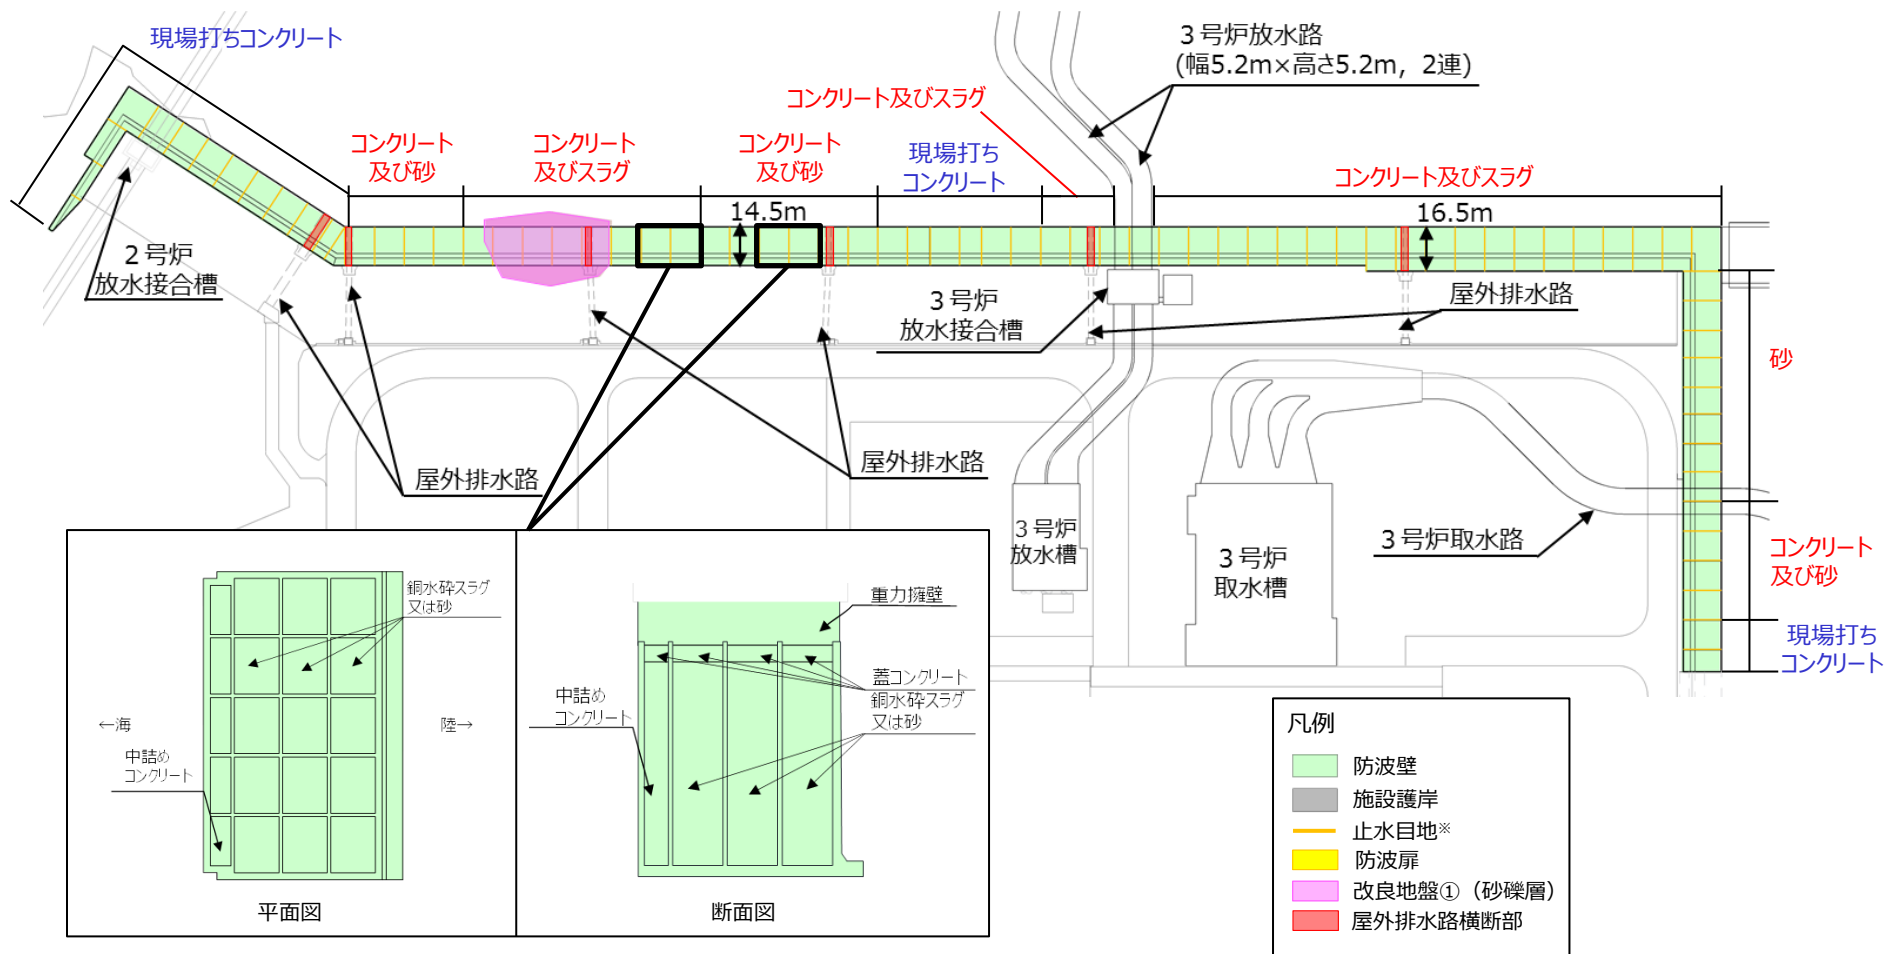 現場打ちコンクリート
3号炉放水路
(幅5.2m×高さ5.2m, 2連)
コンクリート及びスラグ
コンクリート
及び砂
コンクリート
及びスラグ
コンクリート
及び砂
現場打ち
コンクリート
コンクリート及びスラグ
14.5m
16.5m
2号炉
放水接合槽
3号炉
放水接合槽
屋外排水路
砂
屋外排水路
屋外排水路
3号炉
放水槽
3号炉
取水槽
3号炉取水路
コンクリート
及び砂
現場打ち
コンクリート
銅水砕スラグ
又は砂
←海
陸→
中詰め
コンクリート
平面図
重力擁壁
蓋コンクリート
銅水砕スラグ
又は砂
中詰め
コンクリート
断面図
凡例
防波壁
施設護岸
止水目地※
防波扉
改良地盤①（砂礫層）
屋外排水路横断部